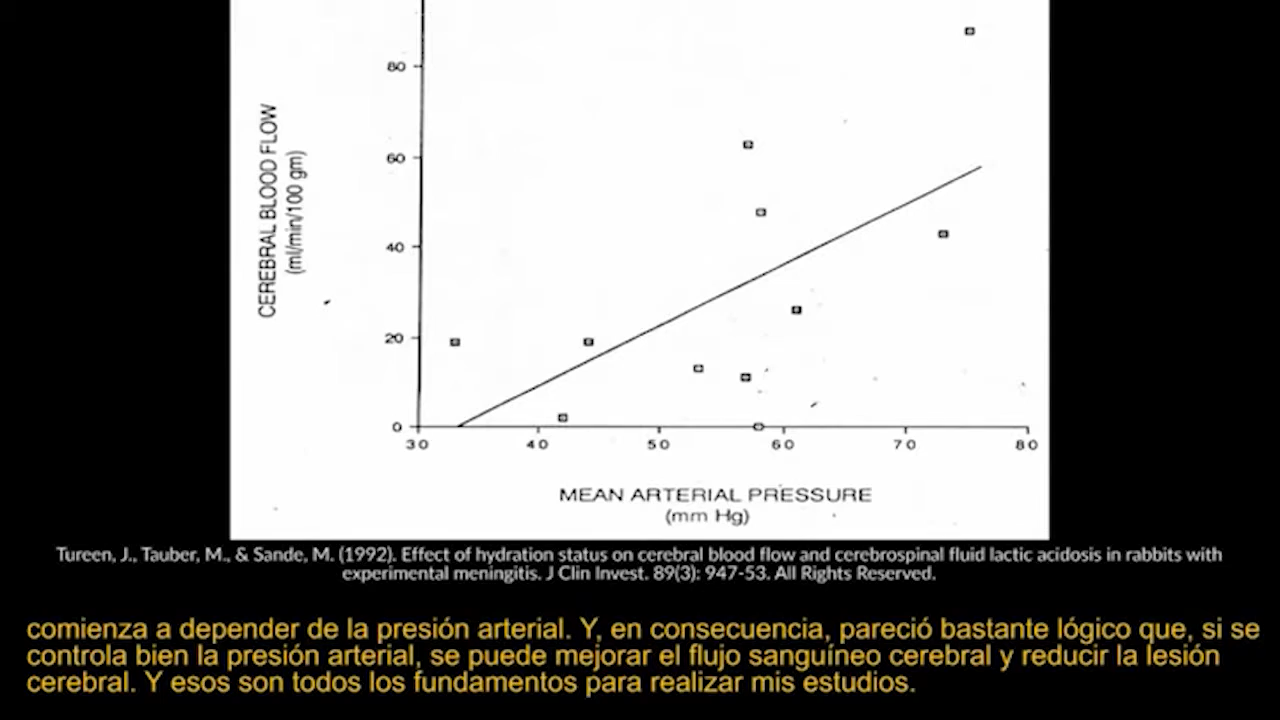 80
60
40
20
0
CEREBRAL BLOOD FLOW
(ml/min/100 gm)
30 40 50 60 70 80
MEAN ARTERIAL PRESSURE
(mm Hg)
Tureen, J., Tauber, M., & Sande, M. (1992). Effect of hydration status on cerebral blood flow and cerebrospinal fluid lactic acidosis in rabbits with
experimental meningitis. J Clin Invest. 89(3): 947-53. All Rights Reserved.
comienza a depender de la presión arterial. Y, en consecuencia, pareció bastante lógico que, si se
controla bien la presión arterial, se puede mejorar el flujo sanguíneo cerebral y reducir la lesión
cerebral. Y esos son todos los fundamentos para realizar mis estudios.